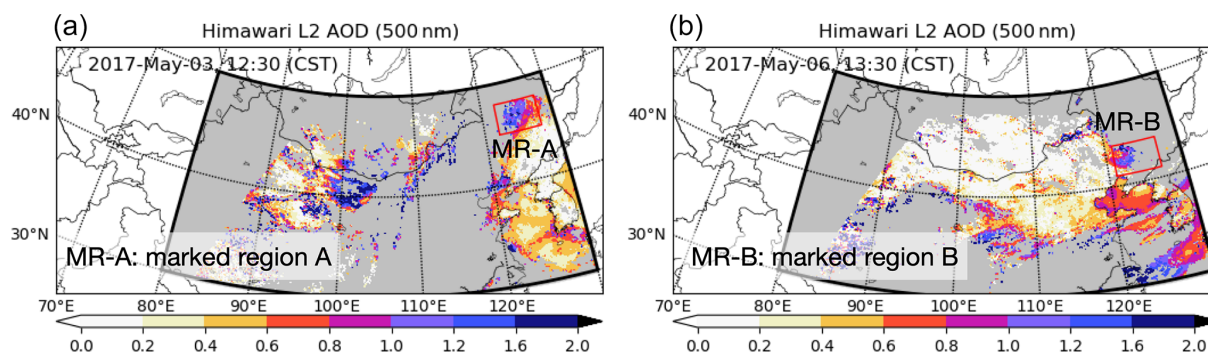 (a)
Himawari L2 AOD (500 nm)
2017-May-03, 12:30 (CST)
MR-A
MR-A: marked region A
40°N
30°N
70°E 80°E 90°E 100°E 110°E 120°E
0.0 0.2 0.4 0.6 0.8 1.0 1.2 1.6 2.0
(b)
Himawari L2 AOD (500 nm)
2017-May-06, 13:30 (CST)
MR-B
MR-B: marked region B
40°N
30°N
70°E 80°E 90°E 100°E 110°E 120°E
0.0 0.2 0.4 0.6 0.8 1.0 1.2 1.6 2.0